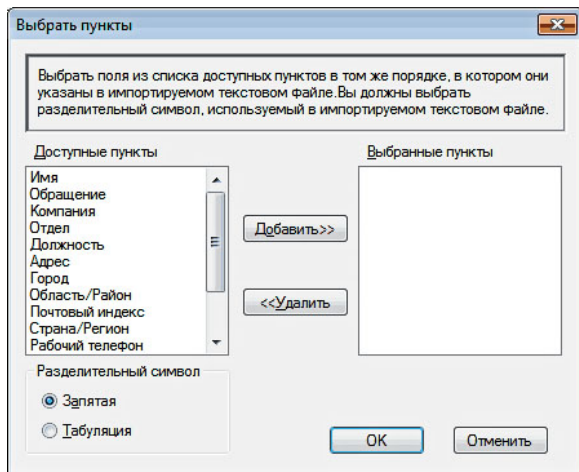 Выбрать пункты
Выбрать поля из списка доступных пунктов в том же порядке, в котором они
указаны в импортируемом текстовом файле.Вы должны выбрать
разделительный символ, используемый в импортируемом текстовом файле.
Доступные пункты
Выбранные пункты
Имя
Обращение
Компания
Отдел
Должность
Адрес
Город
Область/Район
Почтовый индекс
Страна/Регион
Рабочий телефон
Добавить>>
<<Удалить
Разделительный символ
Запятая
Табуляция
OK
Отменить